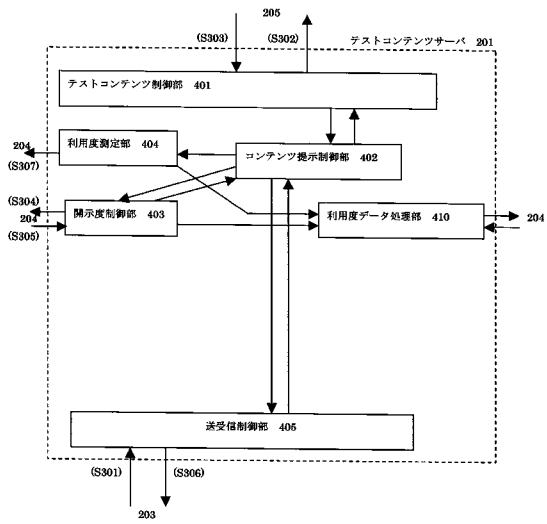 205
(S303)
(S302)
テストコンテンツサーバ 201
テストコンテンツ制御部 401
204
(S307)
利用度測定部 404
コンテンツ提示制御部 402
(S304)
204
(S305)
開示度制御部 403
利用度データ処理部 410
204
送受信制御部 405
(S301)
(S306)
203